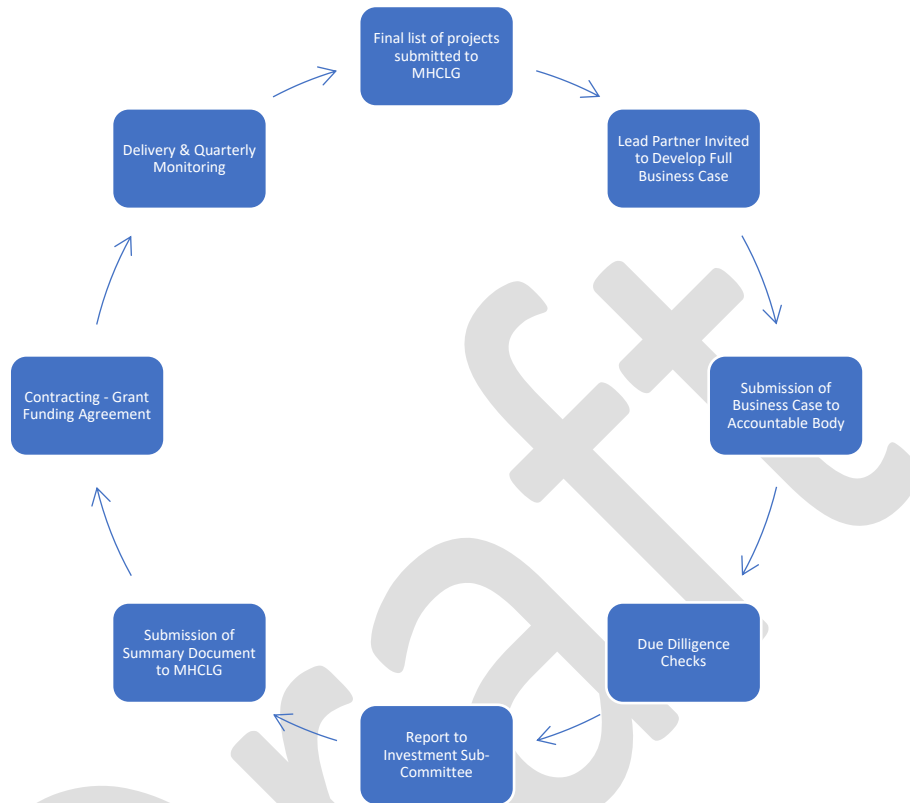 Final list of projects
submitted to
MHCLG
Lead Partner Invited
to Develop Full
Business Case
Submission of
Business Case to
Accountable Body
Due Dilligence
Checks
Report to
Investment Sub-
Committee
Submission of
Summary Document
to MHCLG
Contracting - Grant
Funding Agreement
Delivery & Quarterly
Monitoring
Draft